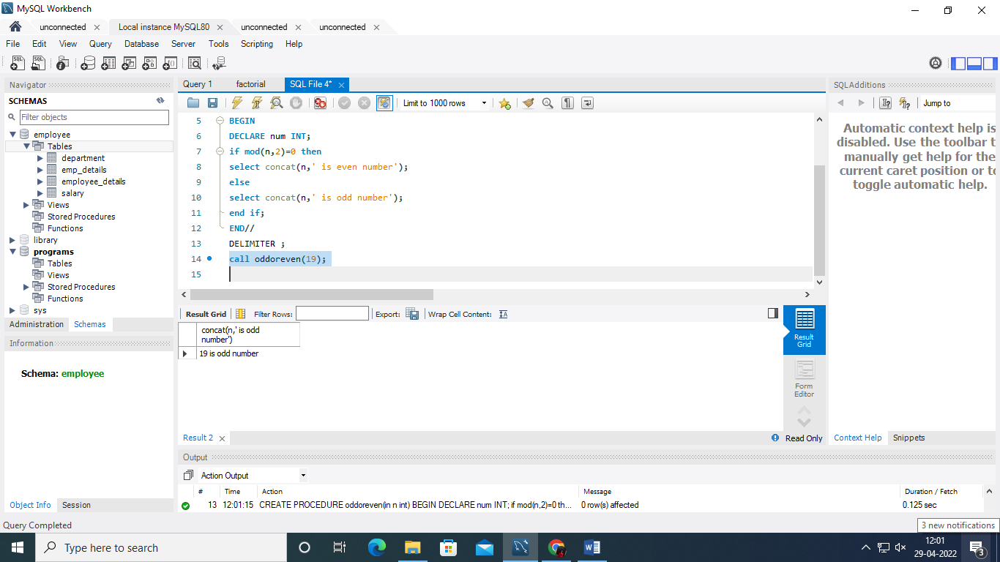 MySQL Workbench
unconnected Local instance MySQL80 unconnected unconnected
File Edit View Query Database Server Tools Scripting Help
Navigator
SCHEMAS
Filter objects
employee
Tables
department
emp_details
employee_details
salary
Views
Stored Procedures
Functions
library
programs
Tables
Views
Stored Procedures
Functions
sys
Administration Schemas
Information
Schema: employee
Object Info Session
Query 1 factorial SQL File 4*
Limit to 1000 rows
5 BEGIN
6 DECLARE num INT;
7 if mod(n,2)=0 then
8 select concat(n,' is even number');
9 else
10 select concat(n,' is odd number');
11 end if;
12 END//
13 DELIMITER ;
14 call oddoreven(19);
15
Result Grid Filter Rows: Export: Wrap Cell Content:
concat(n,' is odd
number')
19 is odd number
Result
Grid
Form
Editor
Result 2 Read Only
SQLAdditions
Jump to
Automatic context help is
disabled. Use the toolbar t
manually get help for the
current caret position or to
toggle automatic help.
Context Help Snippets
Output
Action Output
# Time Action Message Duration / Fetch
13 12:01:15 CREATE PROCEDURE oddoreven(in n int) BEGIN DECLARE num INT; if mod(n,2)=0 th... 0 row(s) affected 0.125 sec
Query Completed
3 new notifications
Type here to search
12:01
29-04-2022
3